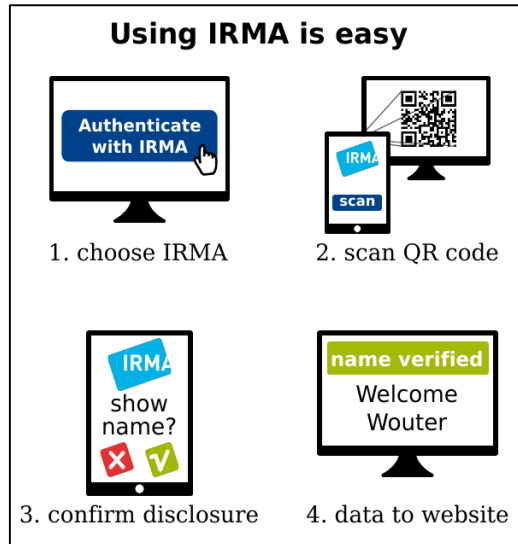 Using IRMA is easy
Authenticate
with IRMA
1. choose IRMA
IRMA
scan
2. scan QR code
IRMA
show
name?
3. confirm disclosure
name verified
Welcome
Wouter
4. data to website